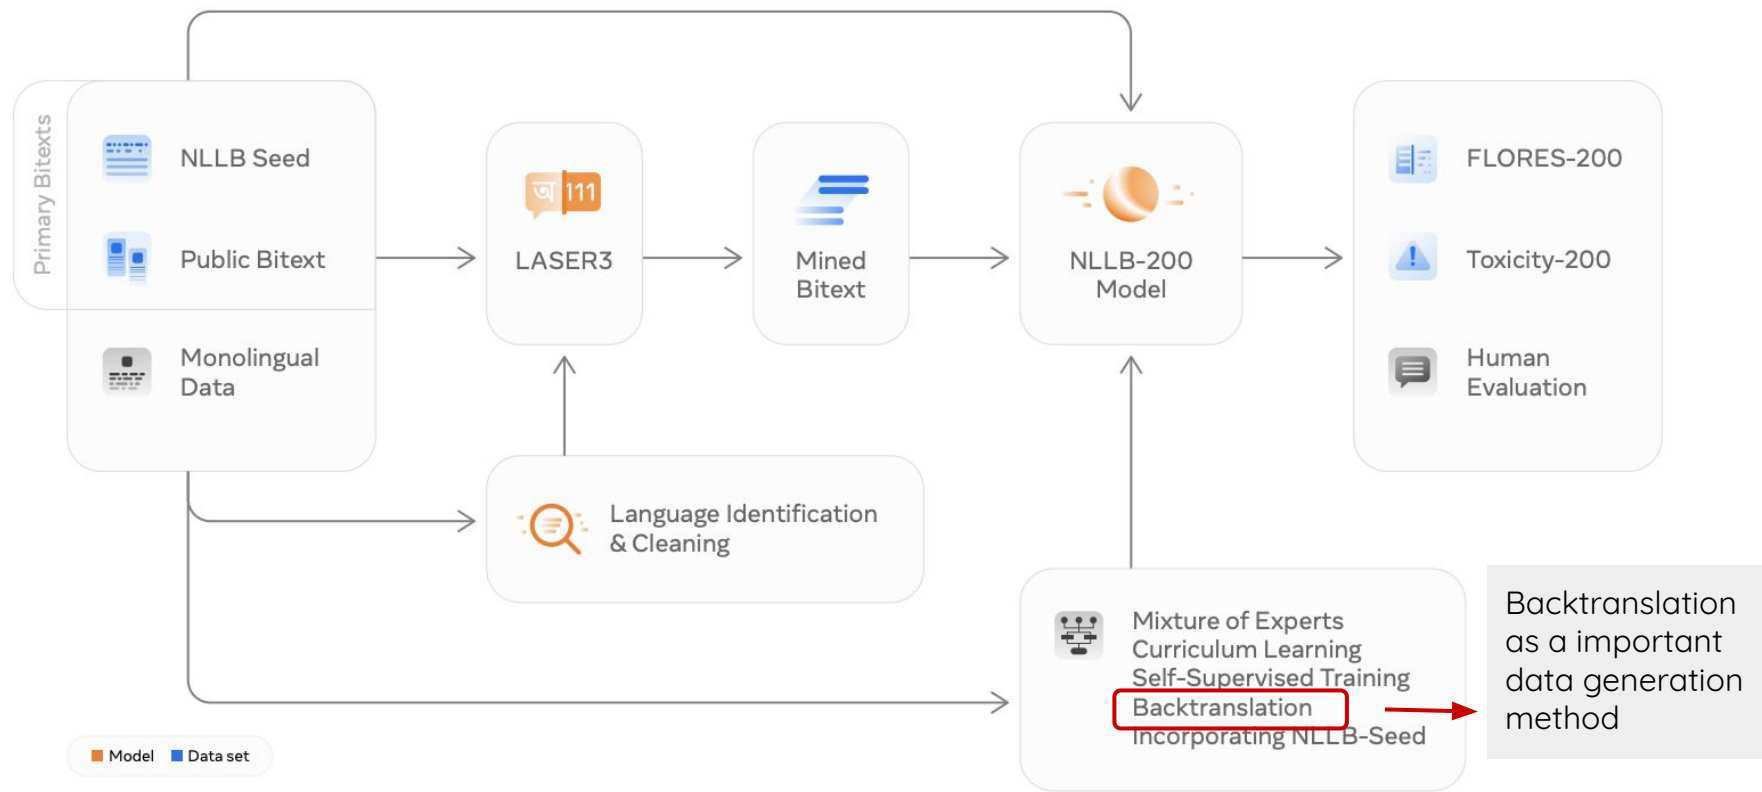 Primary Bitexts
NLLB Seed
Public Bitext
Monolingual
Data
অ 111
LASER3
Mined
Bitext
NLLB-200
Model
FLORES-200
Toxicity-200
Human
Evaluation
Language Identification
& Cleaning
Mixture of Experts
Curriculum Learning
Self-Supervised Training
Backtranslation
Incorporating NLLB-Seed
Backtranslation
as a important
data generation
method
Model
Data set